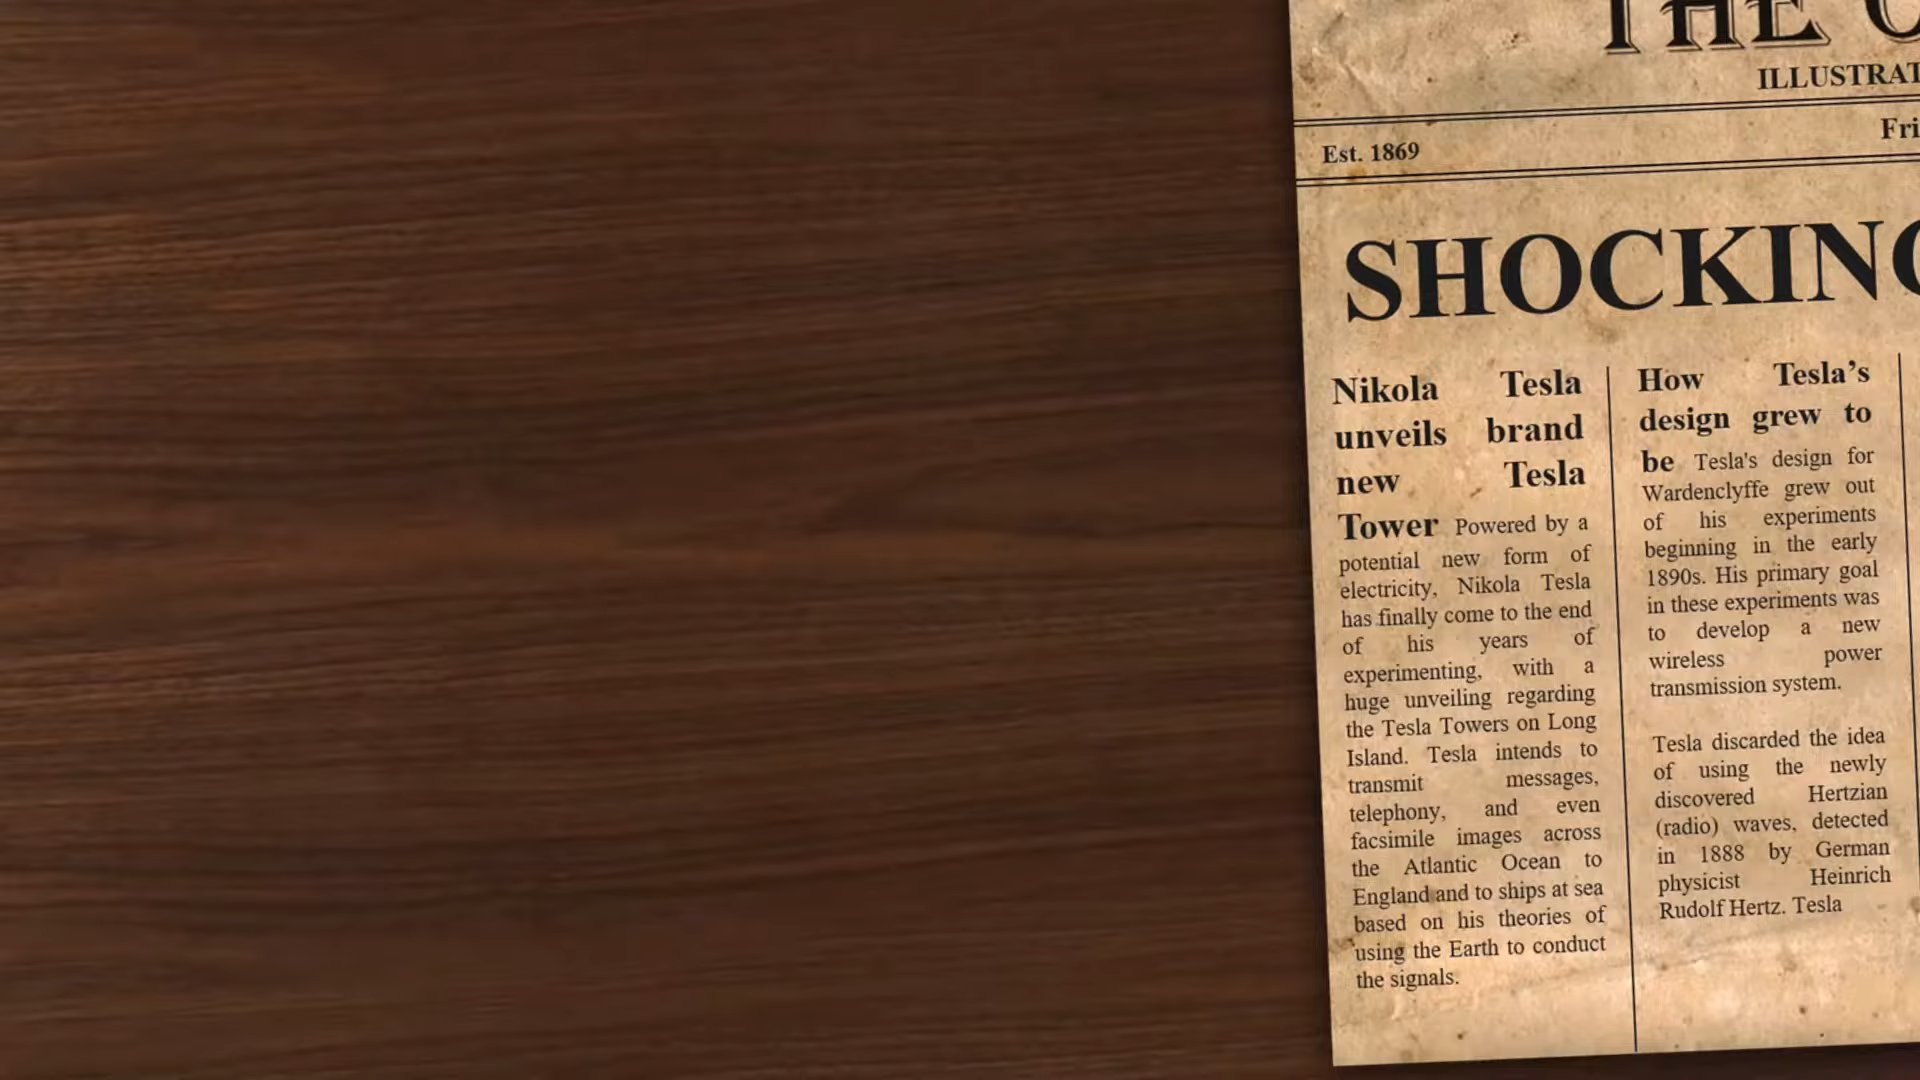 THE
ILLUSTRAT
Est. 1869
Fri
SHOCKING
Nikola Tesla
unveils brand
new Tesla
Tower Powered by a
potential new form of
electricity, Nikola Tesla
has finally come to the end
of his years of
experimenting, with a
huge unveiling regarding
the Tesla Towers on Long
Island. Tesla intends to
transmit messages,
telephony, and even
facsimile images across
the Atlantic Ocean to
England and to ships at sea
based on his theories of
using the Earth to conduct
the signals.
How Tesla’s
design grew to
be Tesla's design for
Wardenclyffe grew out
of his experiments
beginning in the early
1890s. His primary goal
in these experiments was
to develop a new
wireless power
transmission system.
Tesla discarded the idea
of using the newly
discovered Hertzian
(radio) waves, detected
in 1888 by German
physicist Heinrich
Rudolf Hertz. Tesla